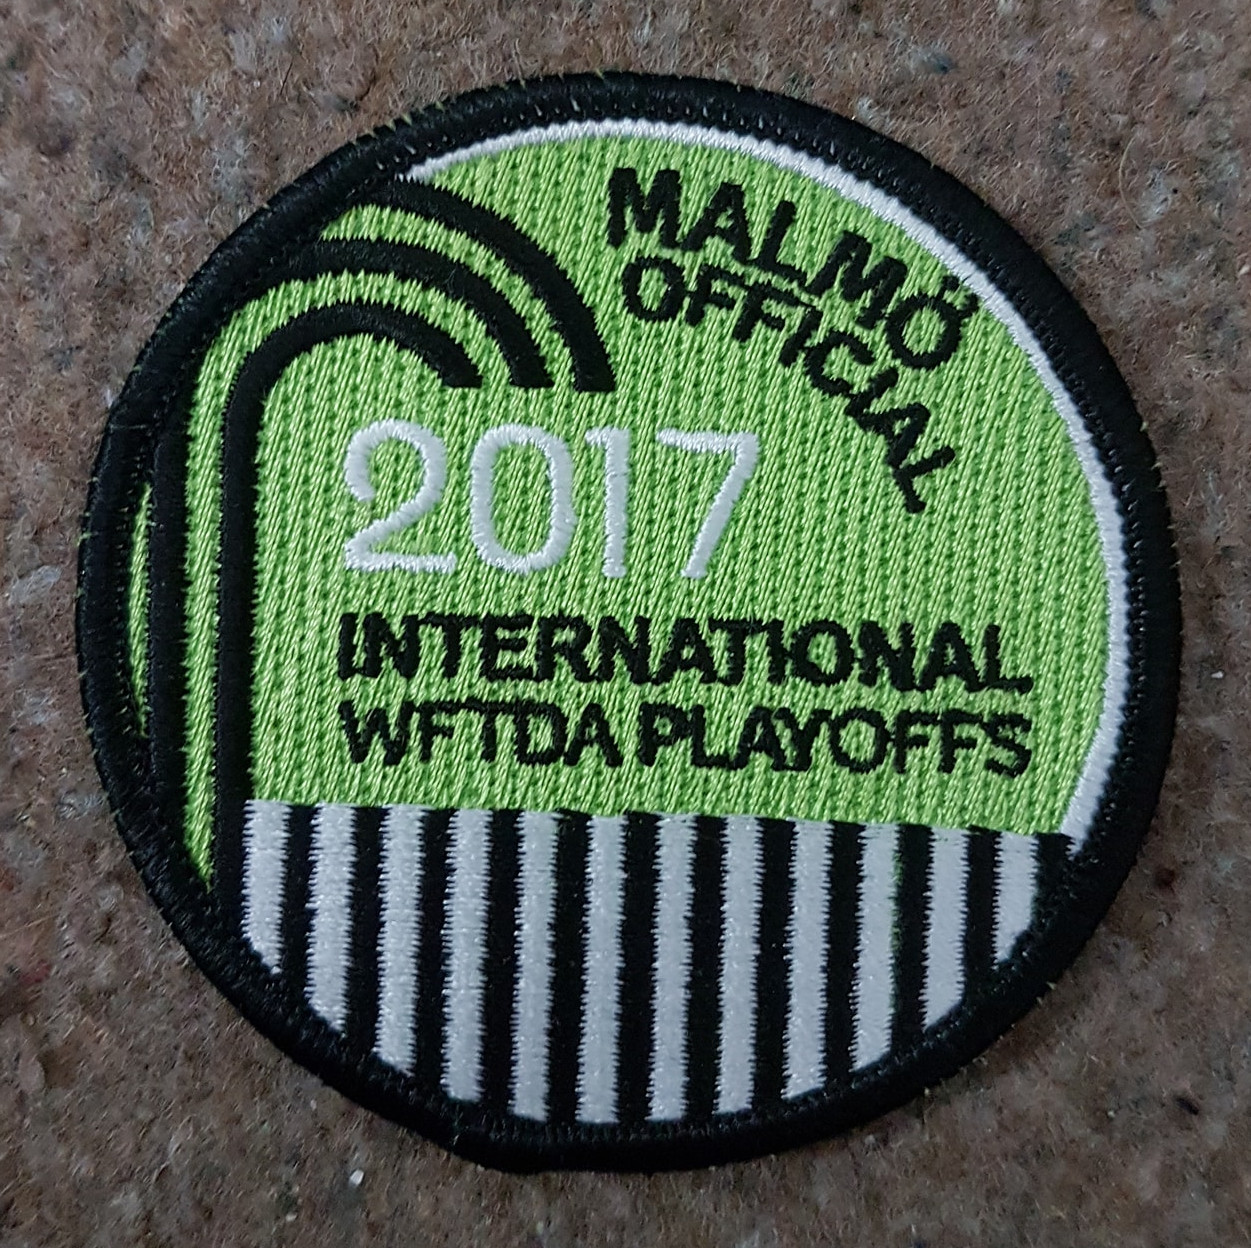 MALMÖ
OFFICIAL
2017
INTERNATIONAL
WFTDA PLAYOFFS